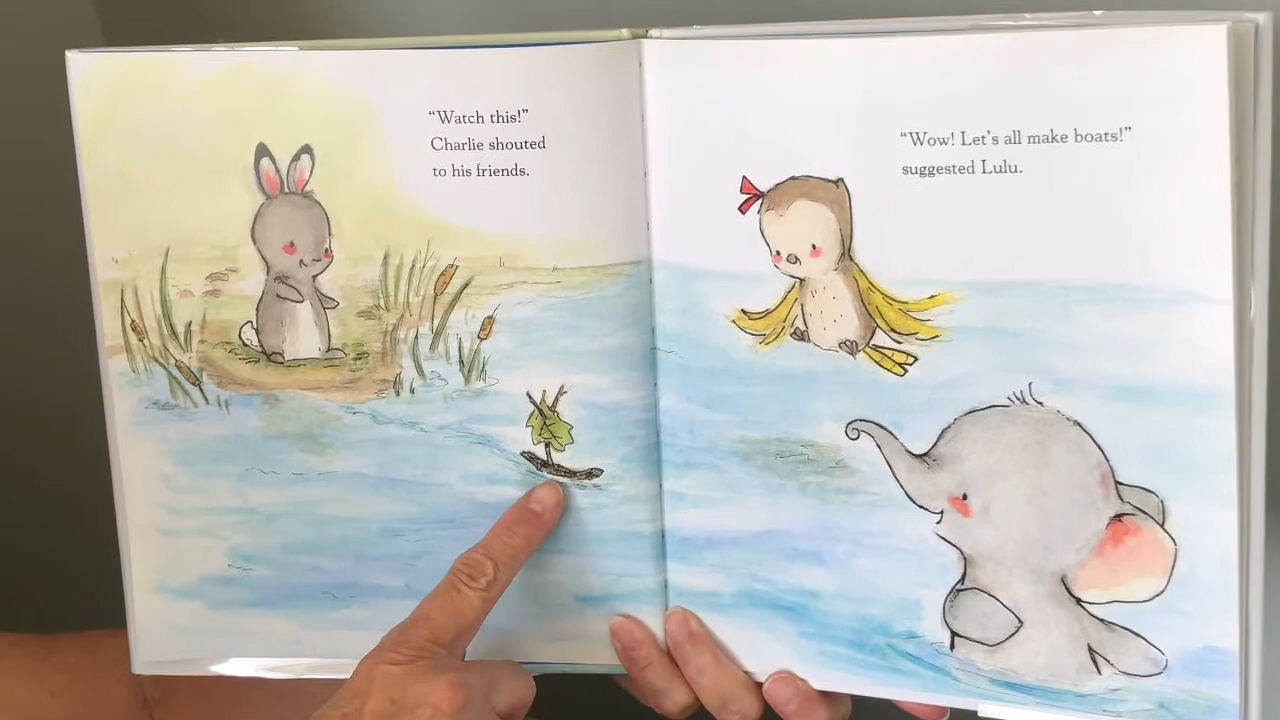 “Watch this!”
Charlie shouted
to his friends.
“Wow! Let’s all make boats!”
suggested Lulu.